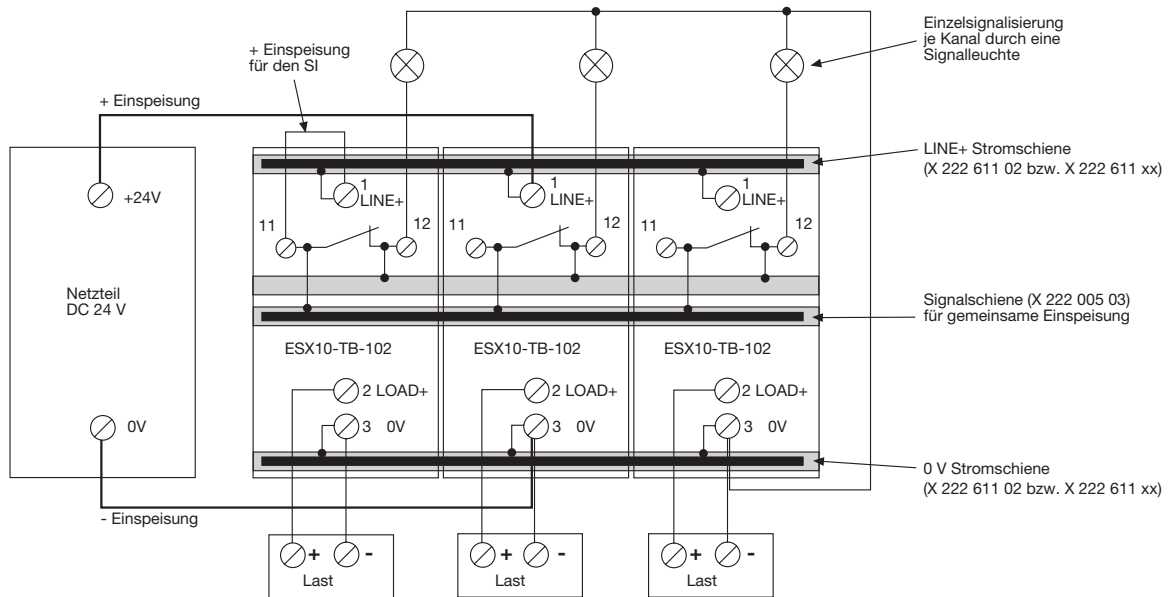 Einzelsignalisierung
je Kanal durch eine
Signalleuchte
+ Einspeisung
für den SI
+ Einspeisung
LINE+ Stromschiene
(X 222 611 02 bzw. X 222 611 xx)
+24V
1
LINE+
1
LINE+
1
LINE+
11
12
11
12
11
12
Netzteil
DC 24 V
Signalschiene (X 222 005 03)
für gemeinsame Einspeisung
ESX10-TB-102
ESX10-TB-102
ESX10-TB-102
2 LOAD+
2 LOAD+
2 LOAD+
0V
3 0V
3 0V
3 0V
0 V Stromschiene
(X 222 611 02 bzw. X 222 611 xx)
- Einspeisung
+ -
Last
+ -
Last
+ -
Last